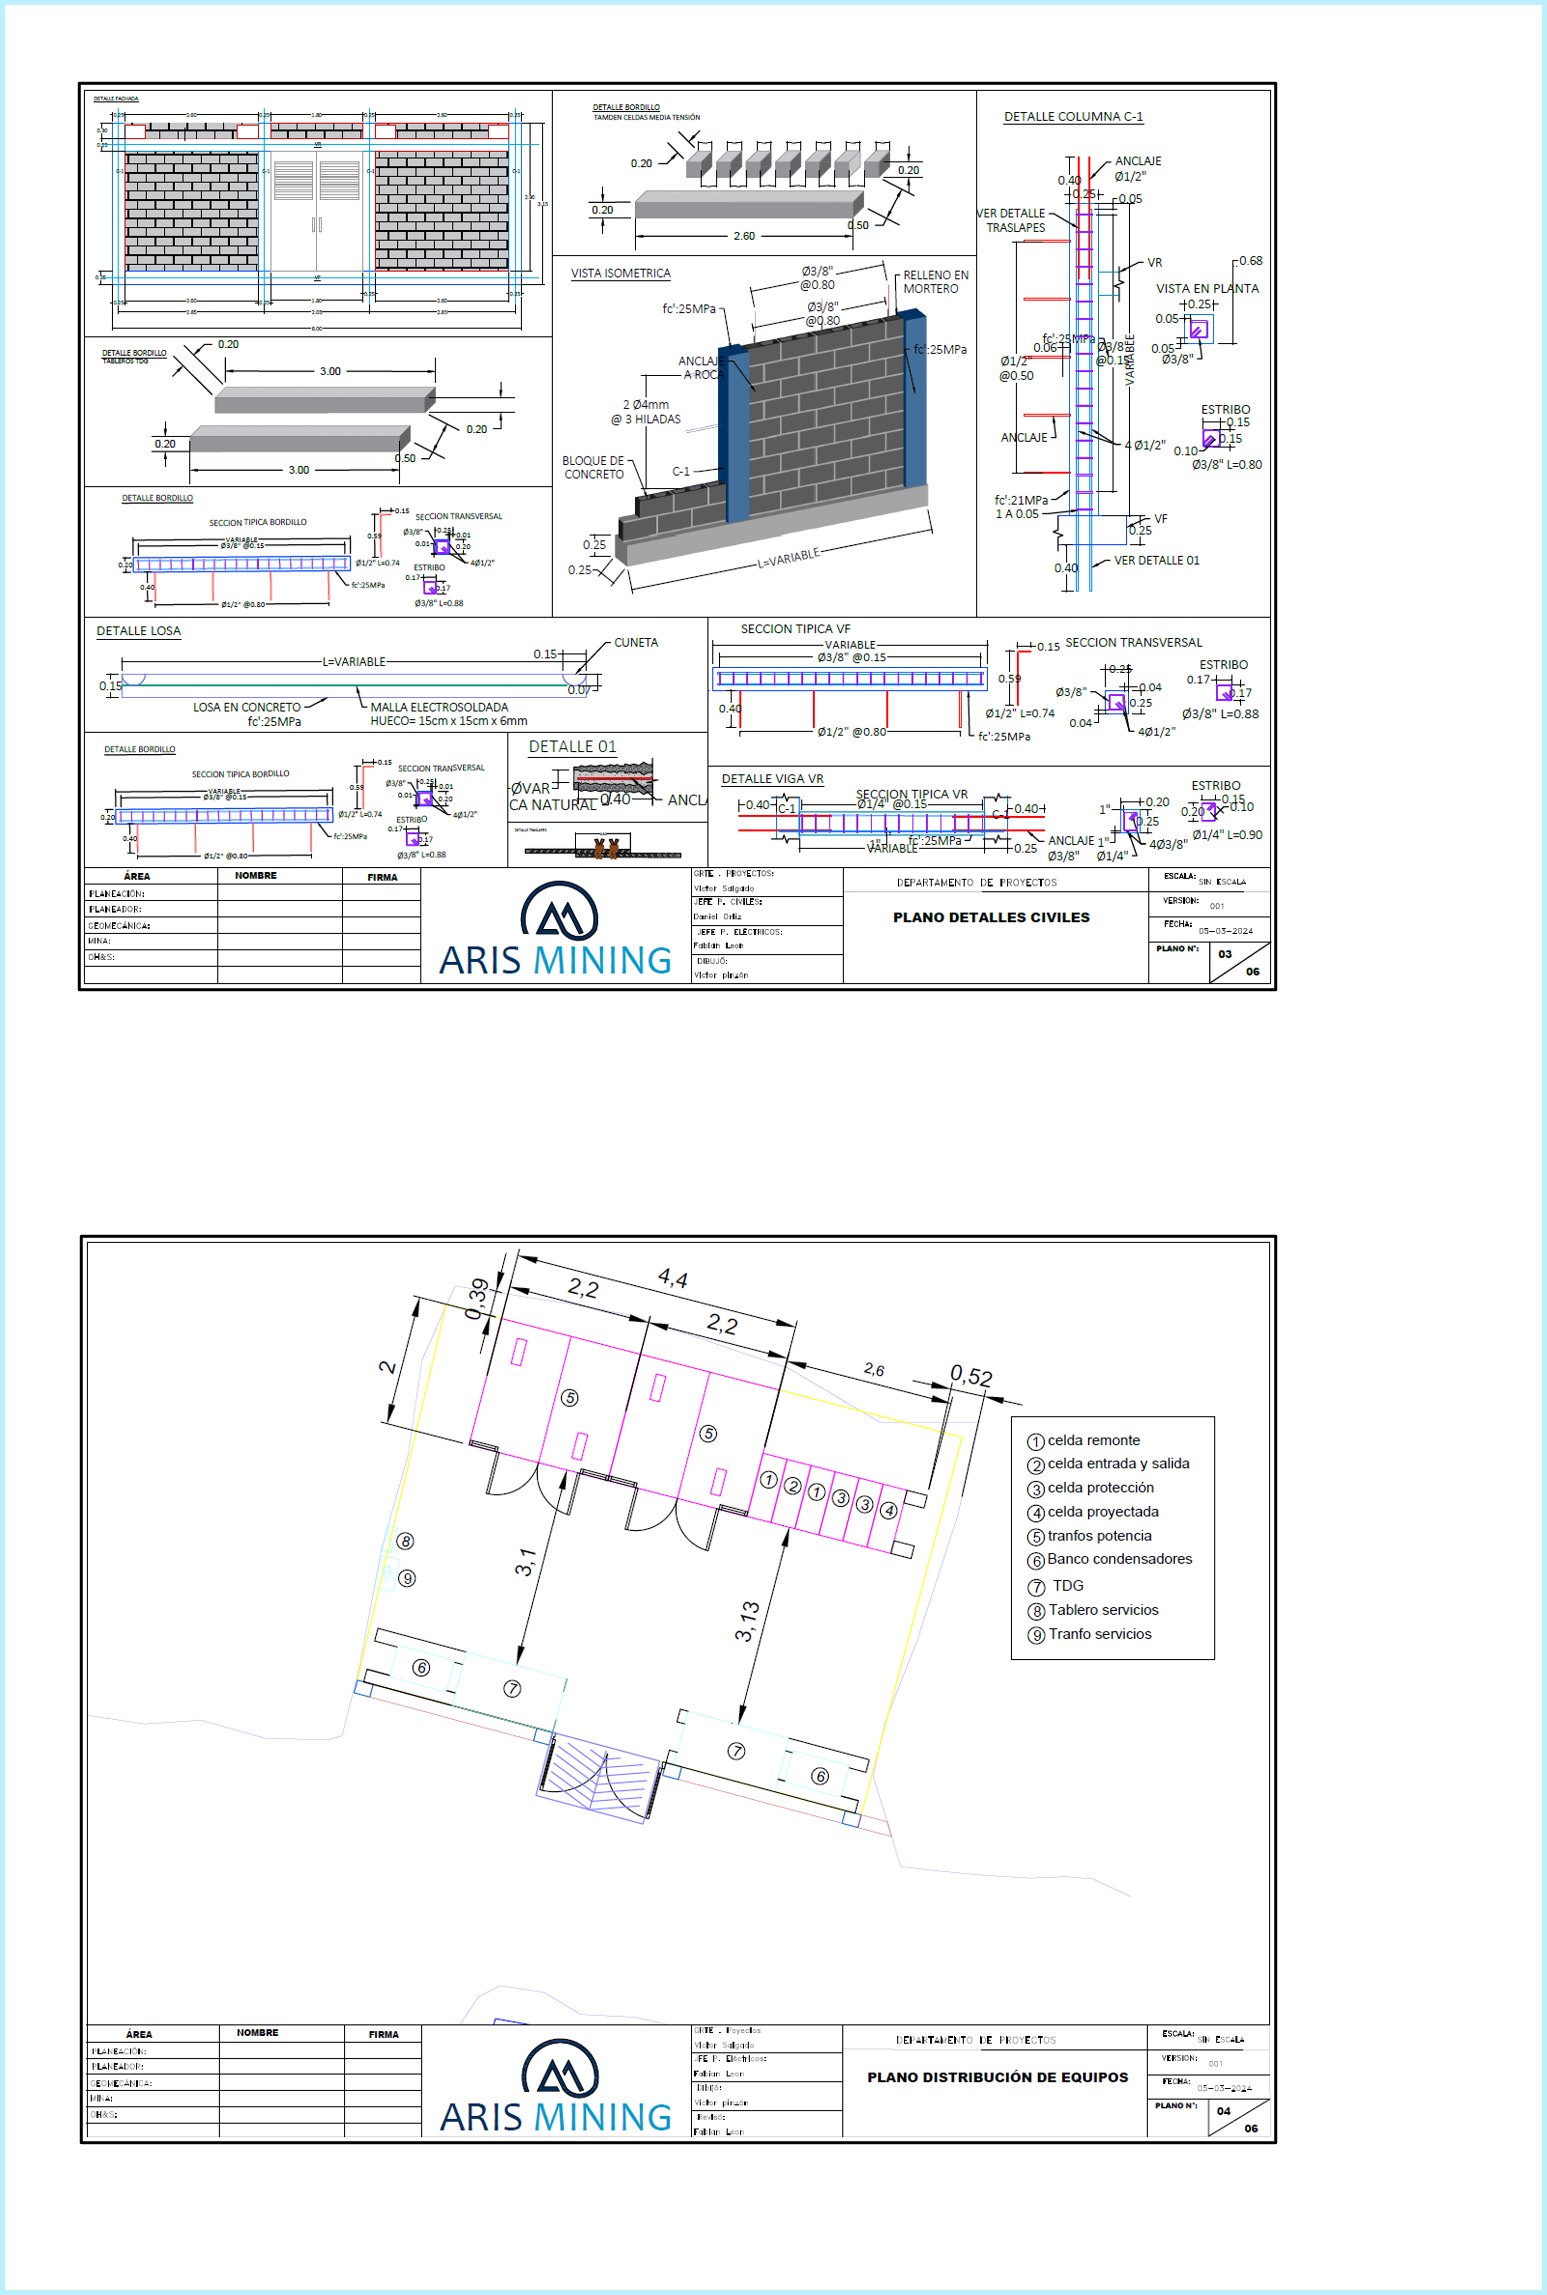 DETALLE FACHADA
0.25
2.60
0.25
1.80
0.25
2.60
0.25
VR
C-1
C-1
C-1
C-1
VF
2.60
1.80
2.60
8.00
DETALLE BORDILLO
TABLEROS TDG
0.20
3.00
0.20
0.20
0.50
3.00
DETALLE BORDILLO
SECCION TIPICA BORDILLO
VARIABLE
Ø3/8" @0.15
0.20
0.40
Ø1/2" @0.80
fc':25MPa
0.15
0.59
Ø1/2" L=0.74
SECCION TRANSVERSAL
Ø3/8"
0.25
0.01
0.01
0.20
4Ø1/2"
ESTRIBO
0.17
0.17
Ø3/8" L=0.88
DETALLE BORDILLO
TAMDEN CELDAS MEDIA TENSIÓN
0.20
0.20
0.20
0.50
2.60
VISTA ISOMETRICA
Ø3/8"
@0.80
Ø3/8"
@0.80
RELLENO EN
MORTERO
fc':25MPa
fc':25MPa
ANCLAJE
A ROCA
2 Ø4mm
@ 3 HILADAS
BLOQUE DE
CONCRETO
C-1
0.25
0.25
L=VARIABLE
DETALLE COLUMNA C-1
ANCLAJE
Ø1/2"
0.40
0.25
0.05
VER DETALLE
TRASLAPES
VR
0.68
VISTA EN PLANTA
0.25
0.05
0.05
Ø3/8"
fc':25MPa
0.06
Ø3/8"
@0.15
VARIABLE
Ø1/2"
@0.50
ANCLAJE
4 Ø1/2"
ESTRIBO
0.15
0.15
0.10
Ø3/8" L=0.80
fc':21MPa
1 A 0.05
VF
0.25
VER DETALLE 01
0.40
DETALLE LOSA
CUNETA
0.15
L=VARIABLE
0.15
0.07
LOSA EN CONCRETO
fc':25MPa
MALLA ELECTROSOLDADA
HUECO= 15cm x 15cm x 6mm
SECCION TIPICA VF
VARIABLE
Ø3/8" @0.15
0.40
Ø1/2" @0.80
fc':25MPa
0.15
0.59
Ø1/2" L=0.74
SECCION TRANSVERSAL
0.25
Ø3/8"
0.04
0.25
0.04
4Ø1/2"
ESTRIBO
0.17
0.17
Ø3/8" L=0.88
DETALLE BORDILLO
SECCION TIPICA BORDILLO
VARIABLE
Ø3/8" @0.15
0.20
0.40
Ø1/2" @0.80
fc':25MPa
0.15
0.59
Ø1/2" L=0.74
SECCION TRANSVERSAL
Ø3/8"
0.25
0.01
0.01
0.20
4Ø1/2"
ESTRIBO
0.17
0.17
Ø3/8" L=0.88
DETALLE 01
ØVAR
CA NATURAL
0.40
ANCLA
DETALLE TRASLAPES
DETALLE VIGA VR
SECCION TIPICA VR
0.40
C-1
Ø1/4" @0.15
C-1
0.40
1"
fc':25MPa
VARIABLE
0.25
ANCLAJE
Ø3/8"
0.20
1"
0.25
1"
4Ø3/8"
Ø1/4"
ESTRIBO
0.15
0.20
0.10
Ø1/4" L=0.90
ÁREA NOMBRE FIRMA
PLANEACIÓN:
PLANEADOR:
GEOMECÁNICA:
MINA:
OH&S:
ARIS MINING
GRTE . PROYECTOS:
Victor Salgado
JEFE P. CIVILES:
Daniel Ortiz
JEFE P. ELÉCTRICOS:
Fabian Leon
DIBUJÓ:
Victor pinzón
DEPARTAMENTO DE PROYECTOS
PLANO DETALLES CIVILES
ESCALA: SIN ESCALA
VERSION: 001
FECHA: 05-03-2024
PLANO N°: 03
06
4,4
2,2
2,2
0,39
2
2,6
0,52
5
5
1 2 1 3 3 4
8
9
3,1
3,13
6
7
7
6
1 celda remonte
2 celda entrada y salida
3 celda protección
4 celda proyectada
5 tranfos potencia
6 Banco condensadores
7 TDG
8 Tablero servicios
9 Tranfo servicios
ÁREA NOMBRE FIRMA
PLANEACIÓN:
PLANEADOR:
GEOMECÁNICA:
MINA:
OH&S:
ARIS MINING
GRTE . Poyectos
Victor Salgado
JFE P. Eléctricos:
Fabian Leon
Dibijó:
Victor pinzón
Revisó:
Fabian Leon
DEPARTAMENTO DE PROYECTOS
PLANO DISTRIBUCIÓN DE EQUIPOS
ESCALA: SIN ESCALA
VERSION: 001
FECHA: 05-03-2024
PLANO N°: 04
06